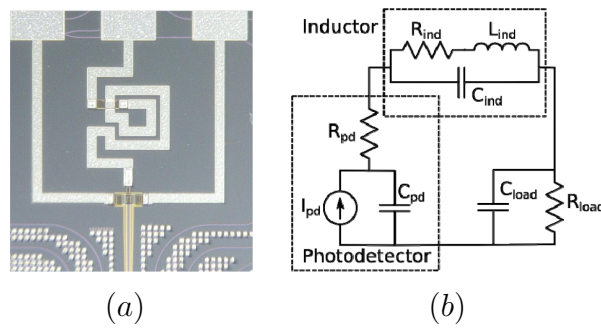 Inductor
R_ind
L_ind
C_ind
R_pd
I_pd
C_pd
C_load
R_load
Photodetector
(a)
(b)